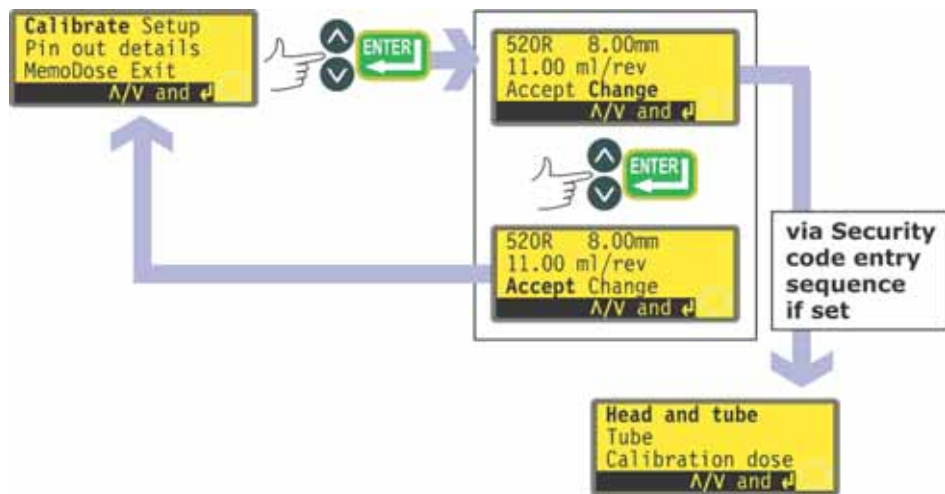 Calibrate Setup
Pin out details
MemoDose Exit
Λ/V and ↲
ENTER
520R 8.00mm
11.00 ml/rev
Accept Change
Λ/V and ↲
ENTER
520R 8.00mm
11.00 ml/rev
Accept Change
Λ/V and ↲
via Security
code entry
sequence
if set
Head and tube
Tube
Calibration dose
Λ/V and ↲